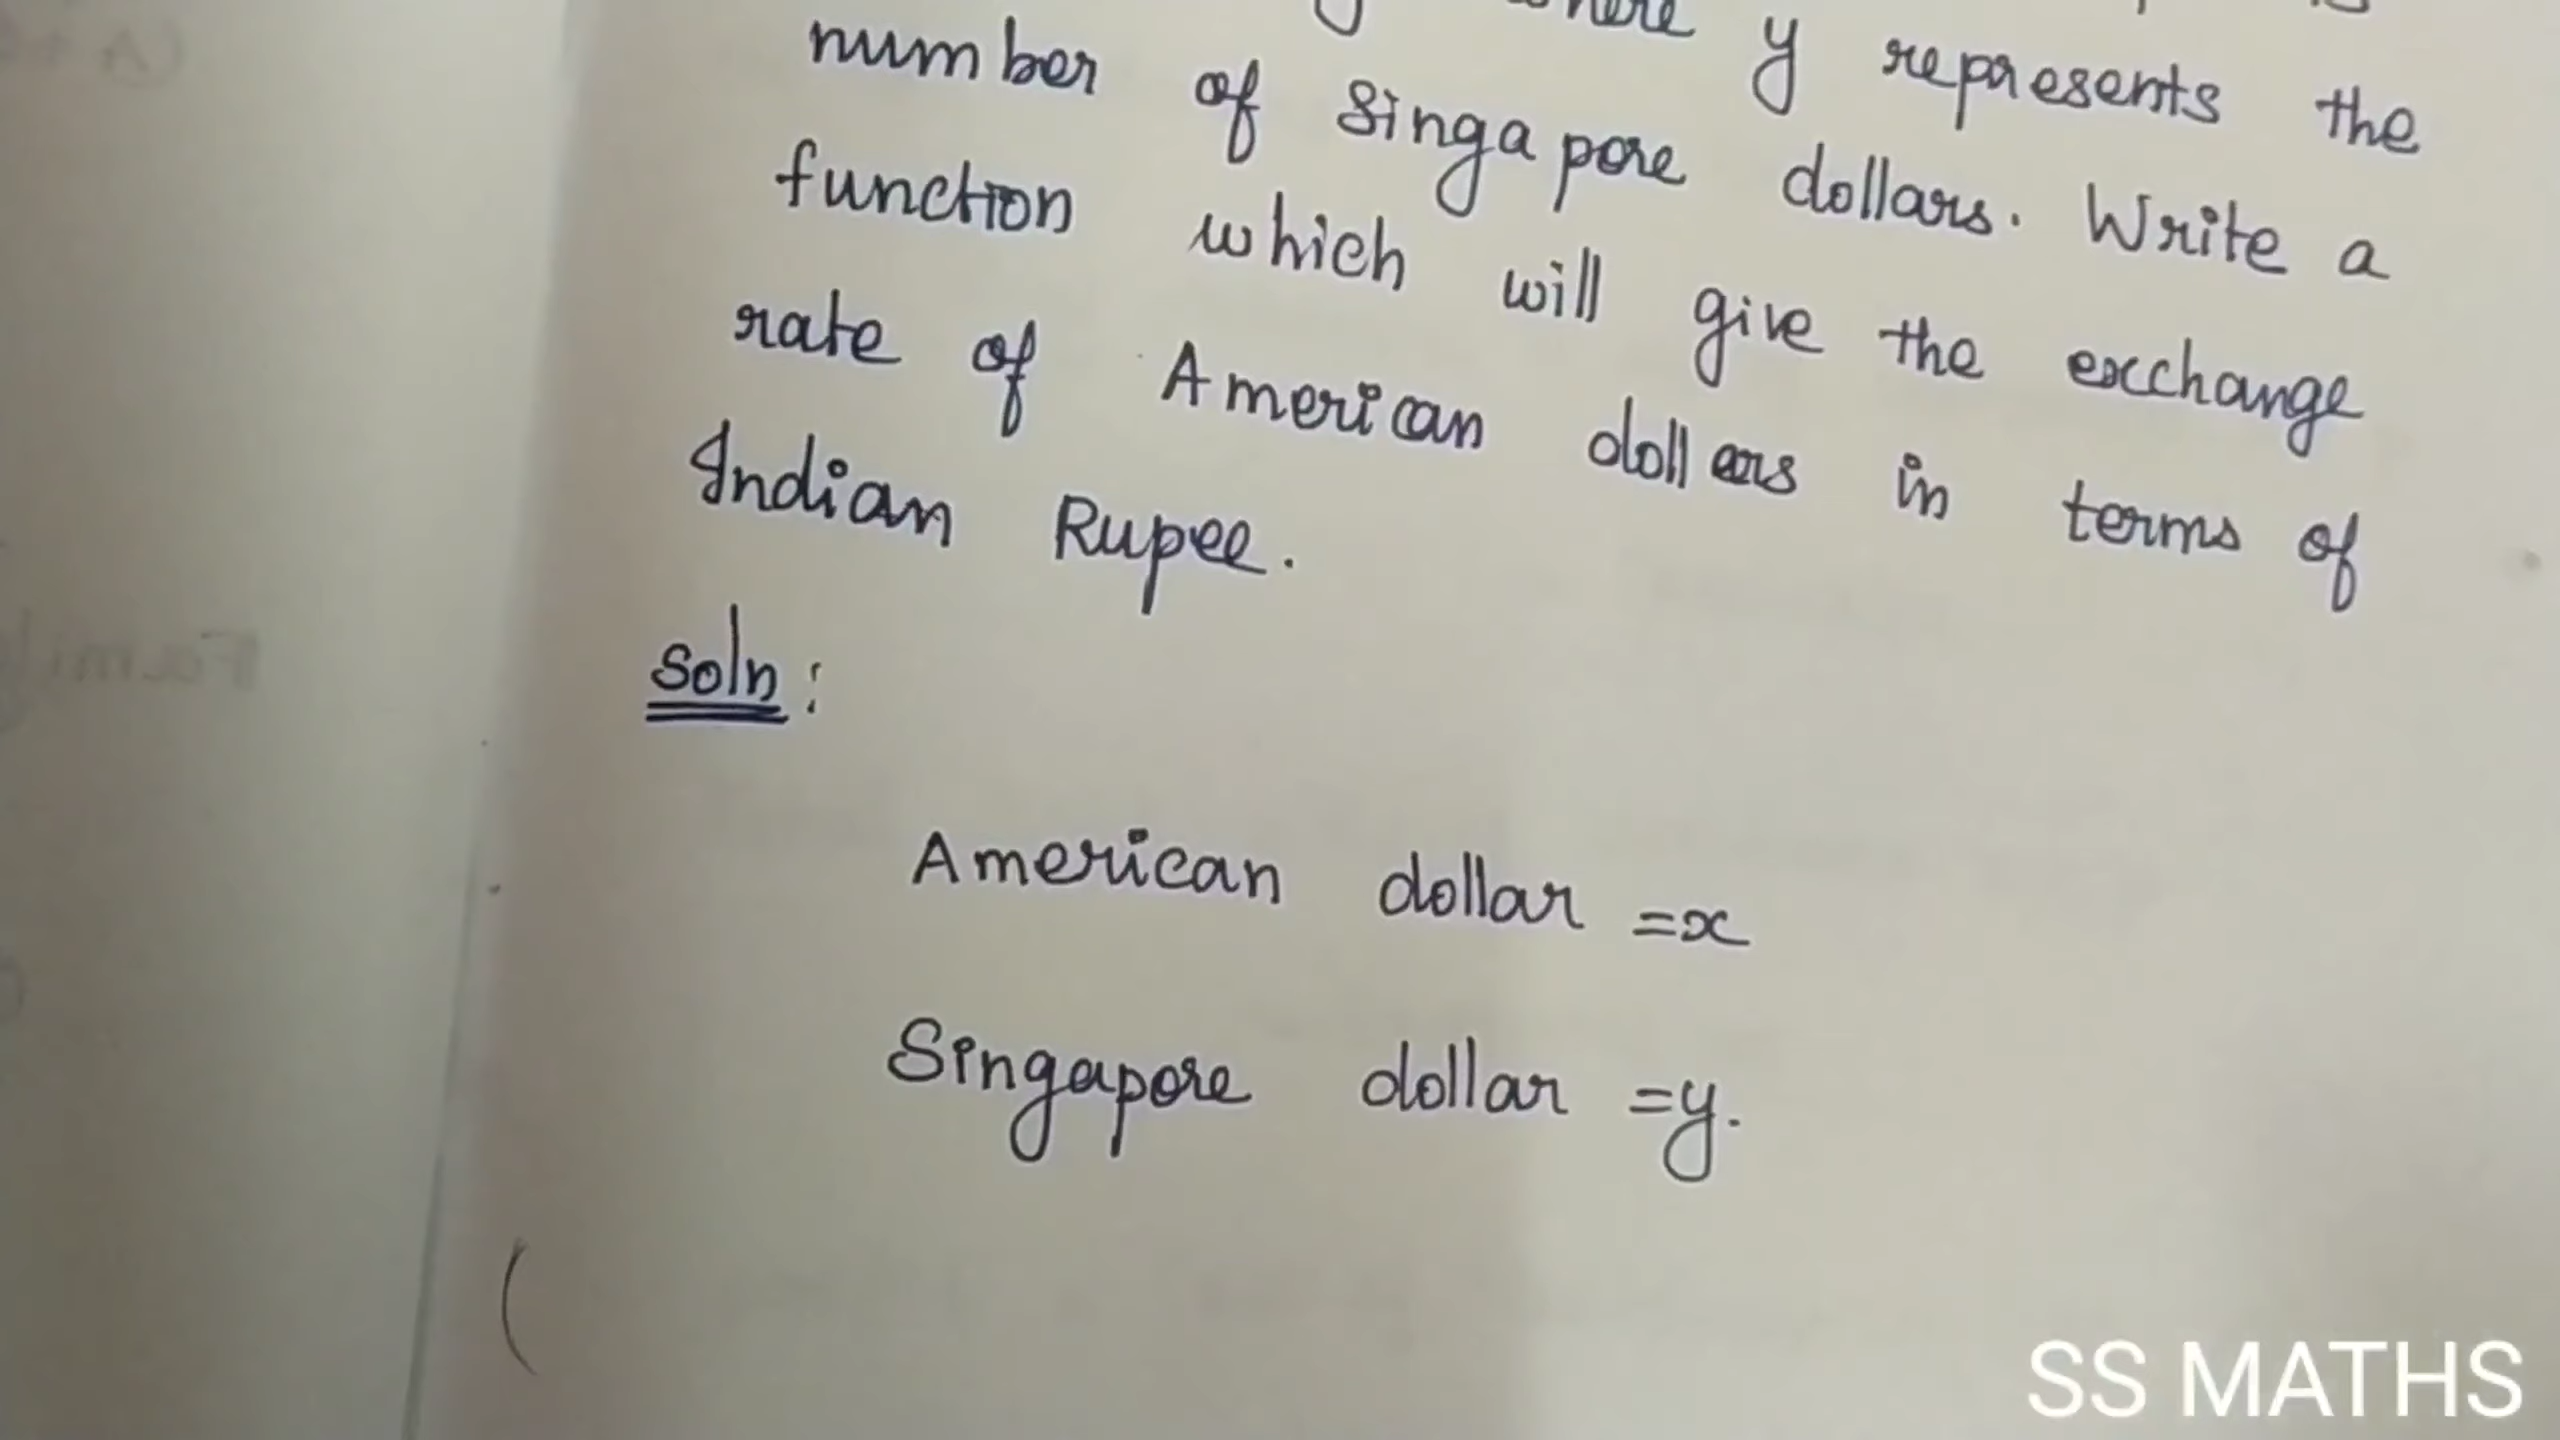 where y represents the
number of Singapore dollars. Write a
function which will give the exchange
rate of American dollars in terms of
Indian Rupee.
soln:
American dollar =x
Singapore dollar =y.
(
SS MATHS